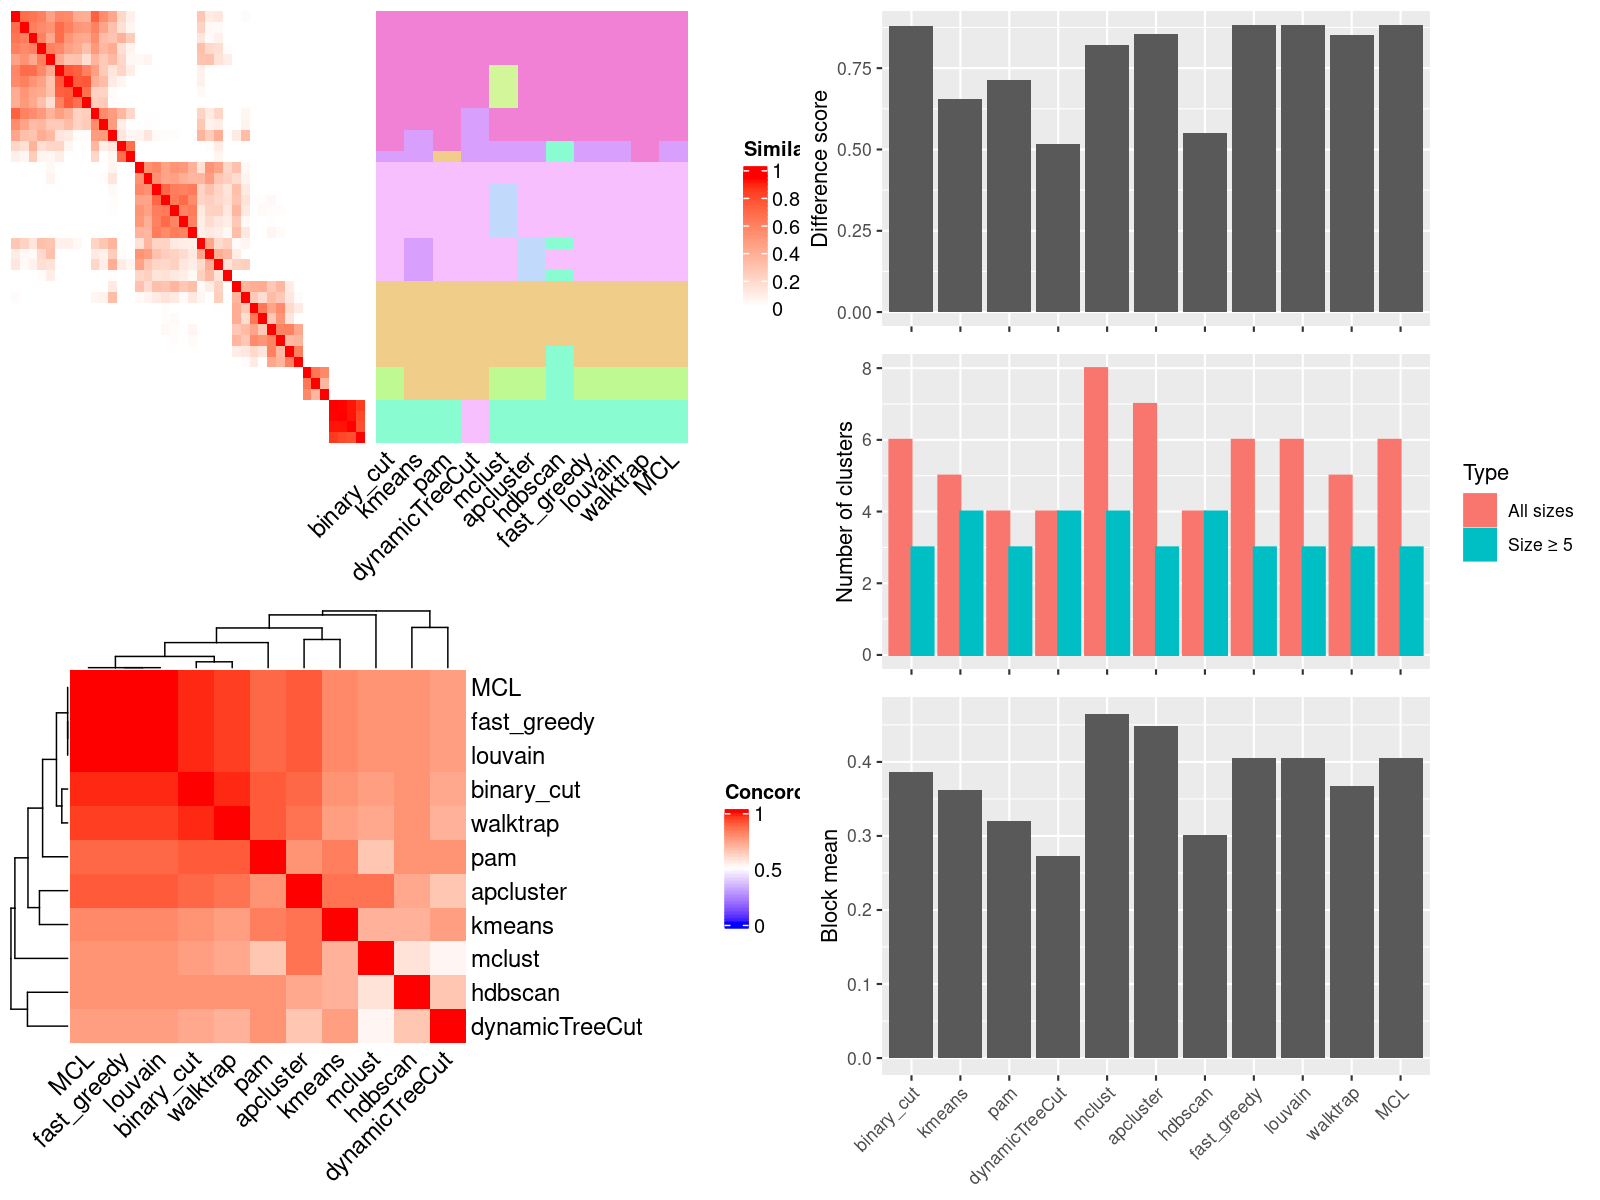 Simila
1
0.8
0.6
0.4
0.2
0
binary_cut
kmeans
pam
dynamicTreeCut
mclust
apcluster
hdbscan
fast_greedy
louvain
walktrap
MCL
Difference score
0.75
0.50
0.25
0.00
Number of clusters
8
6
4
2
0
Type
All sizes
Size ≥ 5
MCL
fast_greedy
louvain
binary_cut
walktrap
pam
apcluster
kmeans
mclust
hdbscan
dynamicTreeCut
MCL
fast_greedy
louvain
binary_cut
walktrap
pam
apcluster
kmeans
mclust
hdbscan
dynamicTreeCut
Concord
1
0.5
0
Block mean
0.4
0.3
0.2
0.1
0.0
binary_cut
kmeans
pam
dynamicTreeCut
mclust
apcluster
hdbscan
fast_greedy
louvain
walktrap
MCL